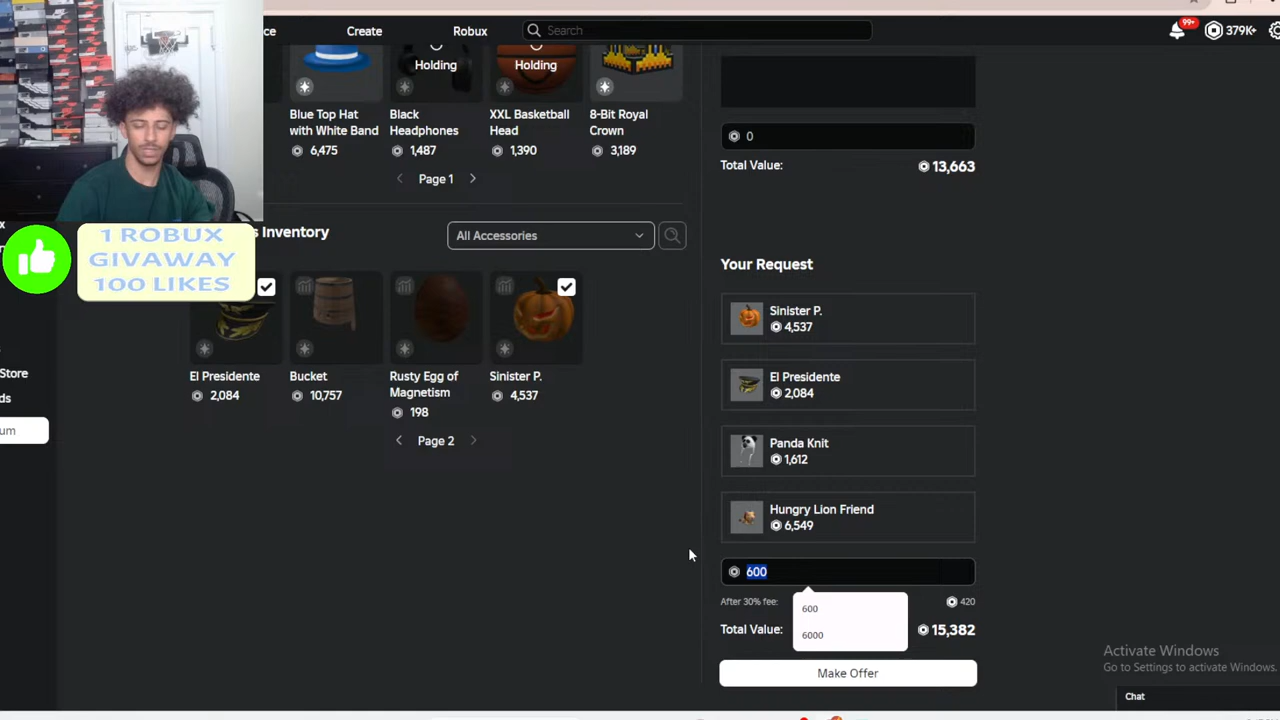 ce
Create
Robux
Search
99+
379K+
Holding
Holding
Blue Top Hat
with White Band
6,475
Black
Headphones
1,487
XXL Basketball
Head
1,390
8-Bit Royal
Crown
3,189
Page 1
0
Total Value:
13,663
1 ROBUX
GIVAWAY
100 LIKES
s Inventory
All Accessories
x
Store
ds
um
El Presidente
2,084
Bucket
10,757
Rusty Egg of
Magnetism
198
Sinister P.
4,537
Page 2
Your Request
Sinister P.
4,537
El Presidente
2,084
Panda Knit
1,612
Hungry Lion Friend
6,549
600
After 30% fee:
420
600
6000
Total Value:
15,382
Make Offer
Activate Windows
Go to Settings to activate Windows.
Chat